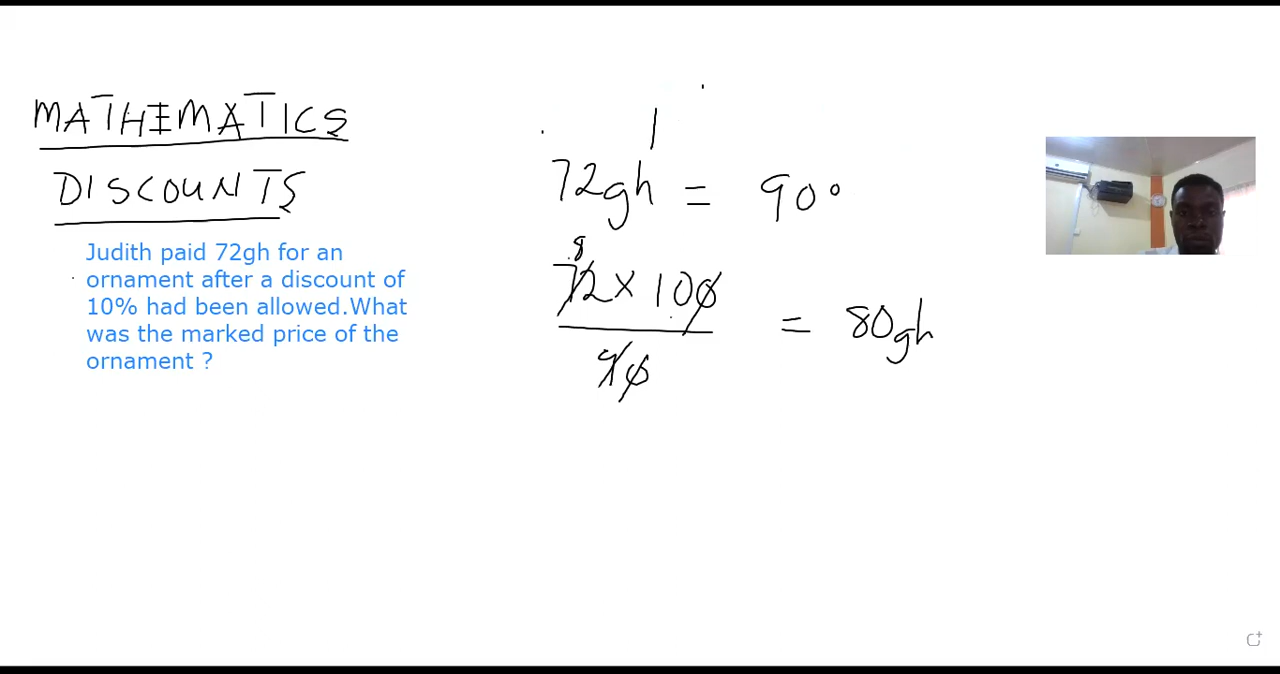 MATHEMATICS
DISCOUNTS
Judith paid 72gh for an
ornament after a discount of
10% had been allowed.What
was the marked price of the
ornament ?
1
72gh = 90°
8
72 x 100
90
= 80gh